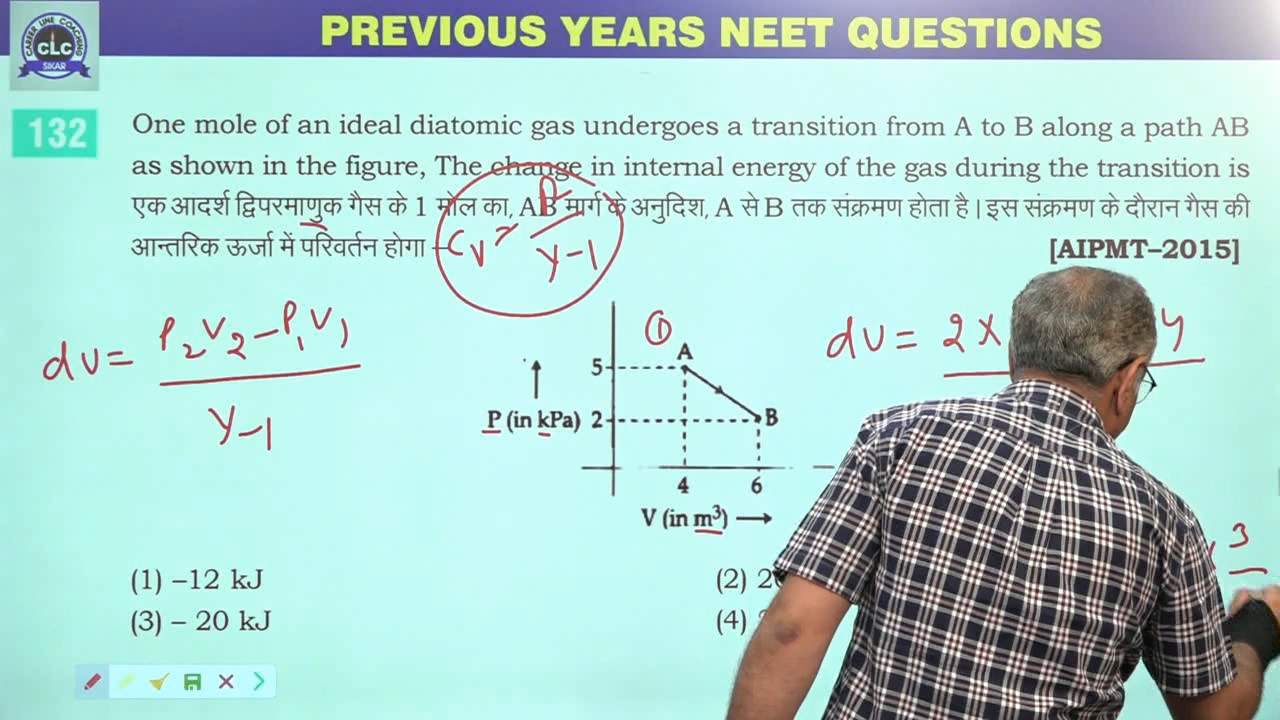 PREVIOUS YEARS NEET QUESTIONS
CAREER LINE COACHING
CLC
SIKAR
132
One mole of an ideal diatomic gas undergoes a transition from A to B along a path AB
as shown in the figure, The change in internal energy of the gas during the transition is
एक आदर्श द्विपरमाणुक गैस के 1 मोल का, AB मार्ग के अनुदिश, A से B तक संक्रमण होता है। इस संक्रमण के दौरान गैस की
आन्तरिक ऊर्जा में परिवर्तन होगा –
[AIPMT–2015]
Cv = R
γ-1
dU = P₂V₂-P₁V₁
γ-1
①
dU = 2×
4
A
5
P (in kPa) 2
B
4 6
V (in m³)
3
(1) –12 kJ
(2) 2
(3) – 20 kJ
(4)